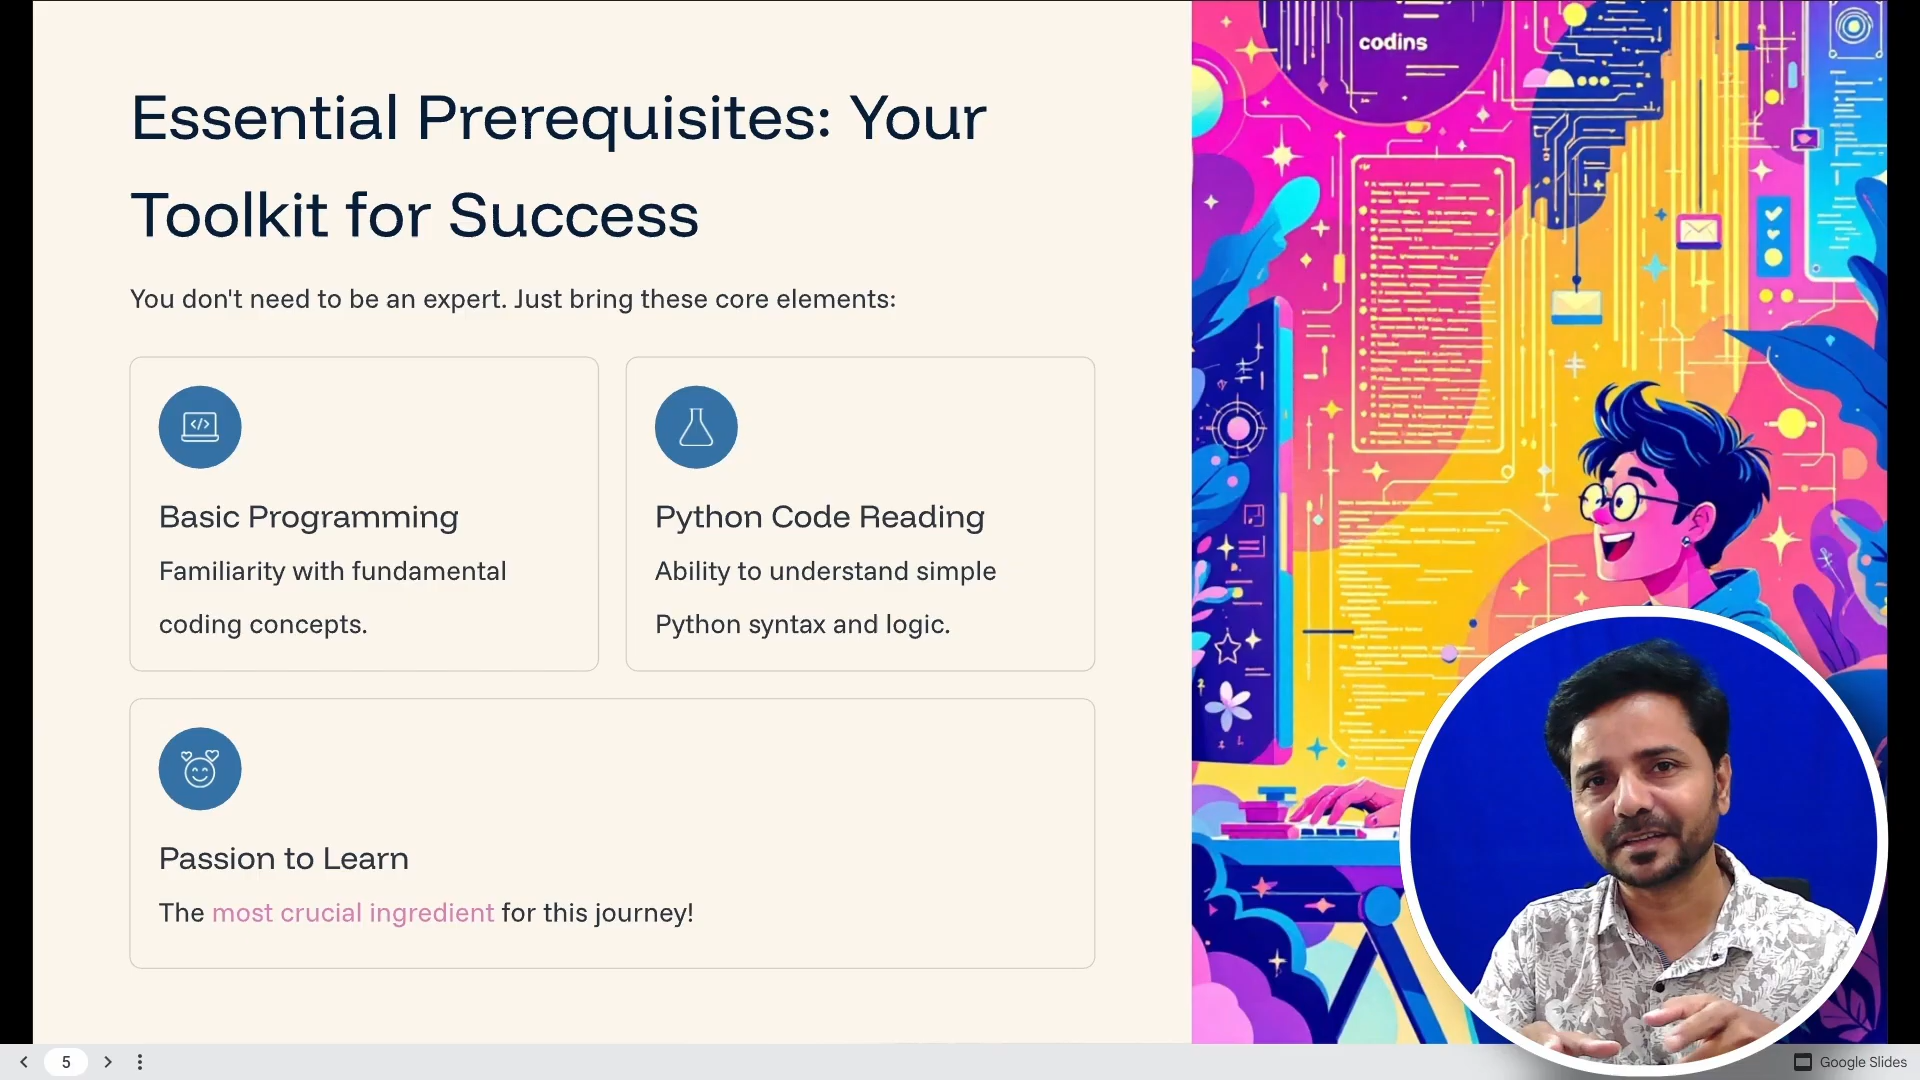 Essential Prerequisites: Your
Toolkit for Success
You don't need to be an expert. Just bring these core elements:
Basic Programming
Familiarity with fundamental
coding concepts.
Python Code Reading
Ability to understand simple
Python syntax and logic.
Passion to Learn
The most crucial ingredient for this journey!
codins
5
Google Slides